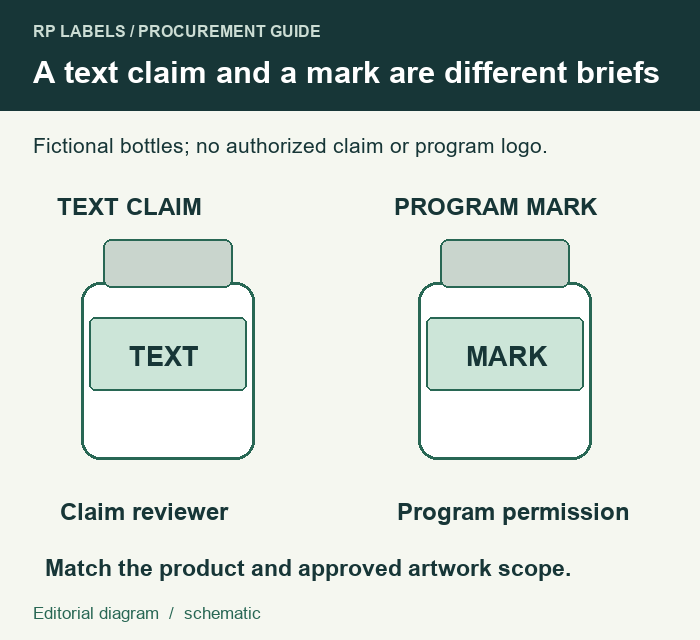 RP LABELS / PROCUREMENT GUIDE
A text claim and a mark are different briefs
Fictional bottles; no authorized claim or program logo.
TEXT CLAIM
PROGRAM MARK
TEXT
MARK
Claim reviewer
Program permission
Match the product and approved artwork scope.
Editorial diagram / schematic